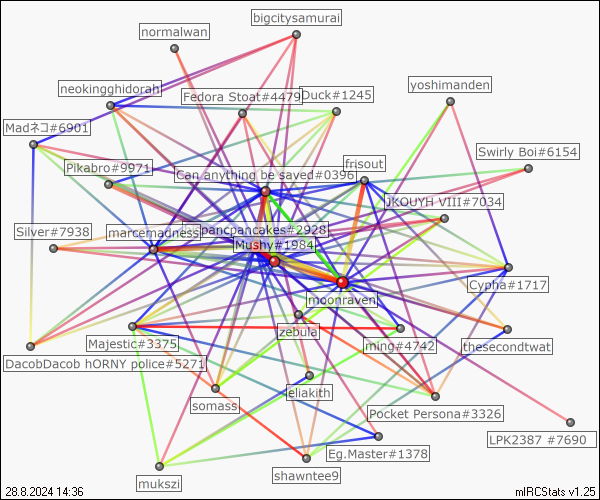 bigcitysamurai
normalwan
yoshimanden
neokingghidorah
Fedora Stoat#4479
Duck#1245
Madネコ#6901
Swirly Boi#6154
frisout
Pikabro#9971
Can anything be saved#0396
JKOUYH VIII#7034
pancpancakes#2928
Silver#7938
marcemadness
Mushy#1984
Cypha#1717
moonraven
zebula
Majestic#3375
ming#4742
thesecondtwat
DacobDacob hORNY police#5271
eliakith
somass
Pocket Persona#3326
LPK2387 #7690
Eg.Master#1378
mukszi
shawntee9
28.8.2024 14:36
mIRCStats v1.25